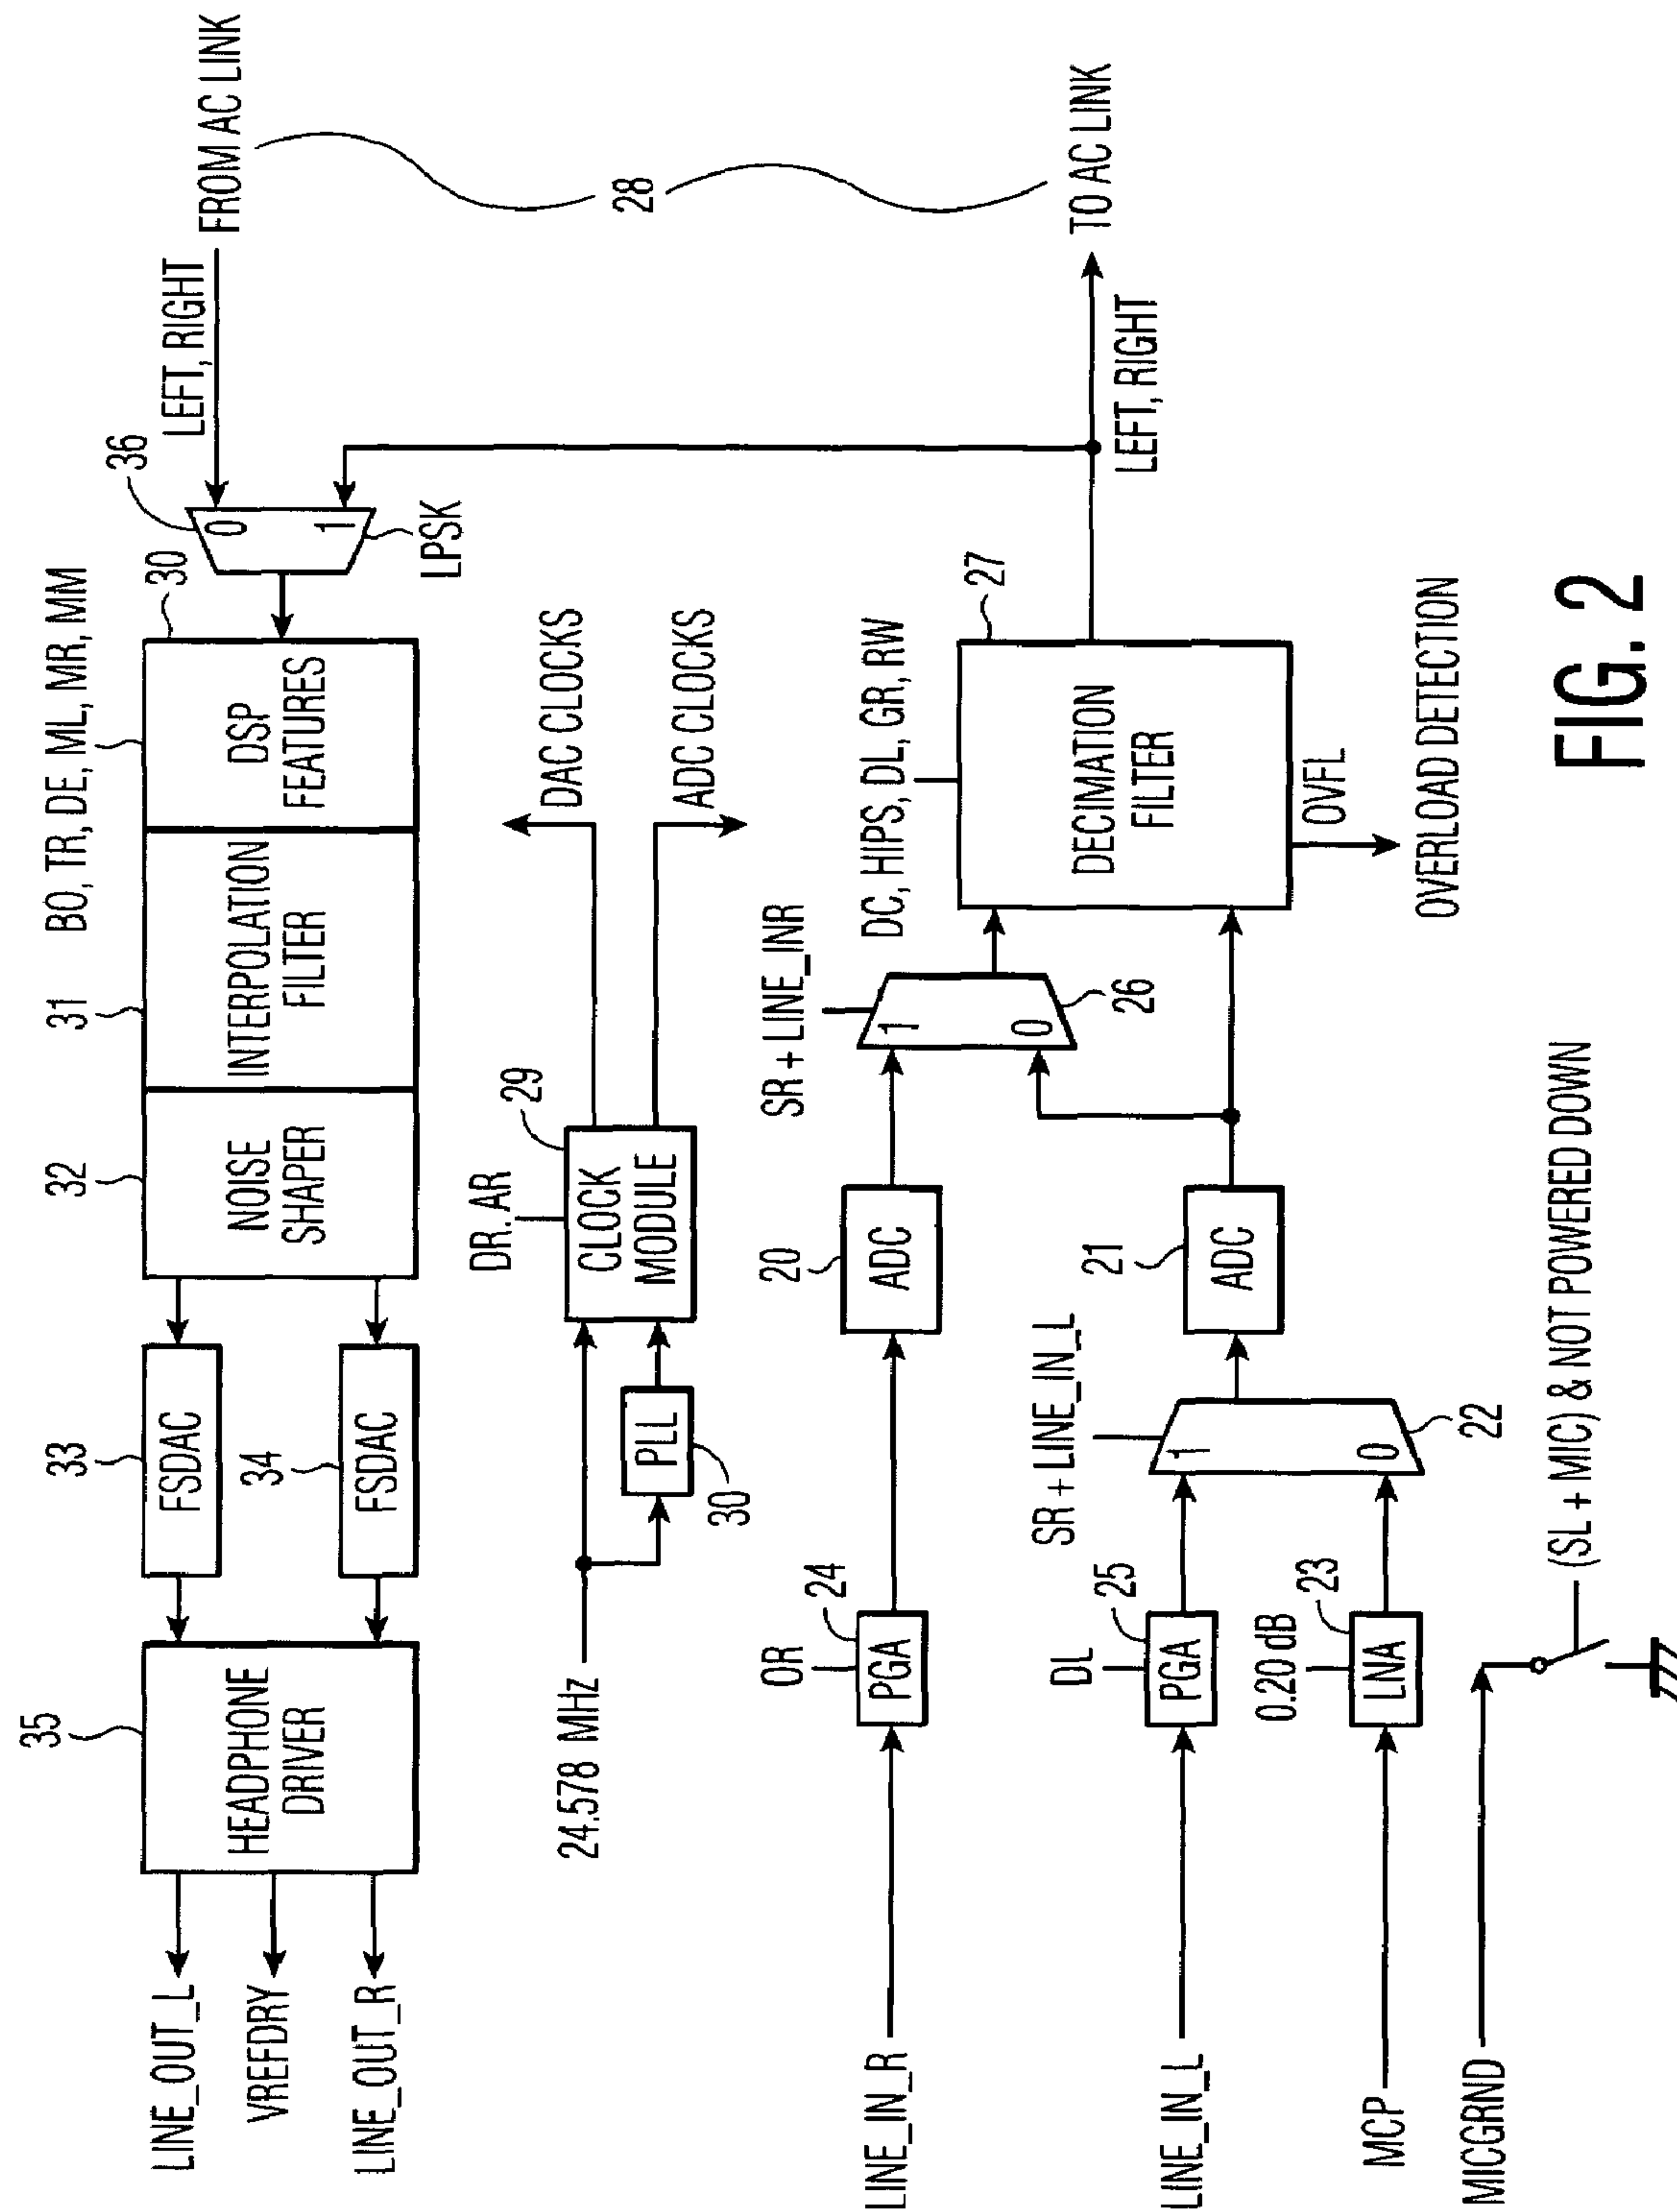 LINE_OUT_L
VREFDRY
LINE_OUT_R
35
HEADPHONE
DRIVER
33
FSDAC
34
FSDAC
32
NOISE
SHAPER
31
INTERPOLATION
FILTER
BO, TR, DE, ML, MR, MM
DSP
FEATURES
30
36
0
1
LPSK
LEFT, RIGHT
FROM AC LINK
28
24.578 MHz
PLL
30
DR. AR
29
CLOCK
MODULE
DAC CLOCKS
ADC CLOCKS
LINE_IN_R
OR
24
PGA
20
ADC
SR + LINE_INR
1
0
26
DC, HIPS, DL, GR, RW
27
DECIMATION
FILTER
OVFL
OVERLOAD DETECTION
LEFT, RIGHT
TO AC LINK
LINE_IN_L
DL
25
PGA
MCP
0.20 dB
23
LNA
SR + LINE_IN_L
1
0
22
21
ADC
MICGRND
(SL + MIC) & NOT POWERED DOWN
FIG. 2